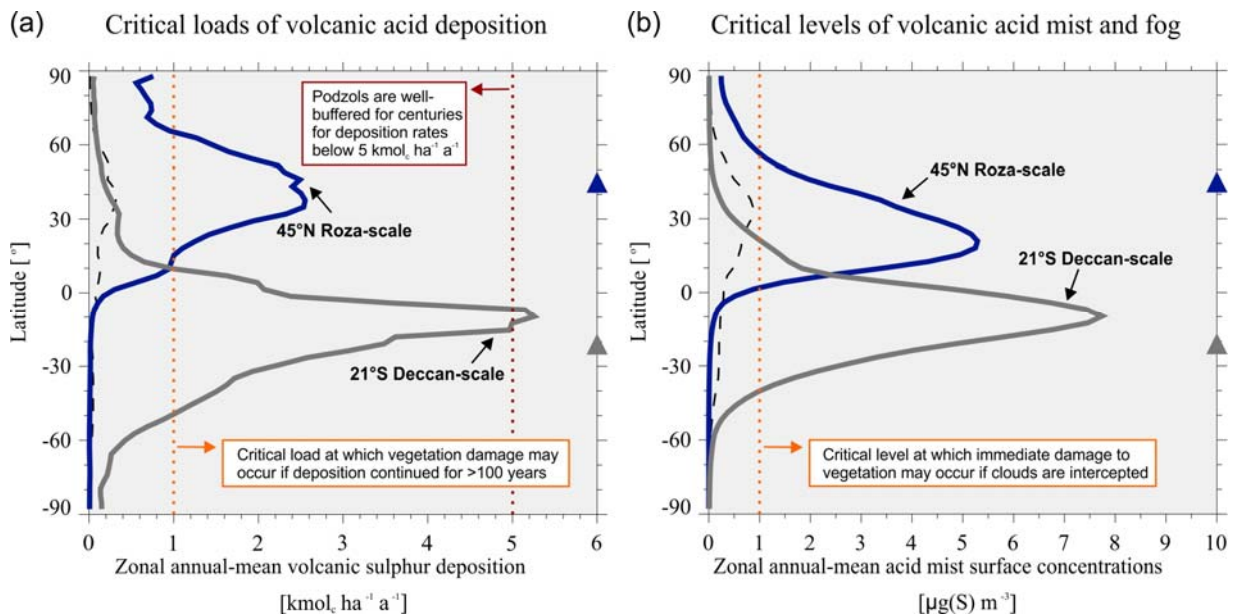 (a)
Critical loads of volcanic acid deposition
90
60
30
0
-30
-60
-90
Latitude [ ° ]
Podzols are well-
buffered for centuries
for deposition rates
below 5 kmol꜀ ha⁻¹ a⁻¹
45°N Roza-scale
21°S Deccan-scale
Critical load at which vegetation damage may
occur if deposition continued for >100 years
0 1 2 3 4 5 6
Zonal annual-mean volcanic sulphur deposition
[kmol꜀ ha⁻¹ a⁻¹]
(b)
Critical levels of volcanic acid mist and fog
90
60
30
0
-30
-60
-90
Latitude [ ° ]
45°N Roza-scale
21°S Deccan-scale
Critical level at which immediate damage to
vegetation may occur if clouds are intercepted
0 1 2 3 4 5 6 7 8 9 10
Zonal annual-mean acid mist surface concentrations
[µg(S) m⁻³]